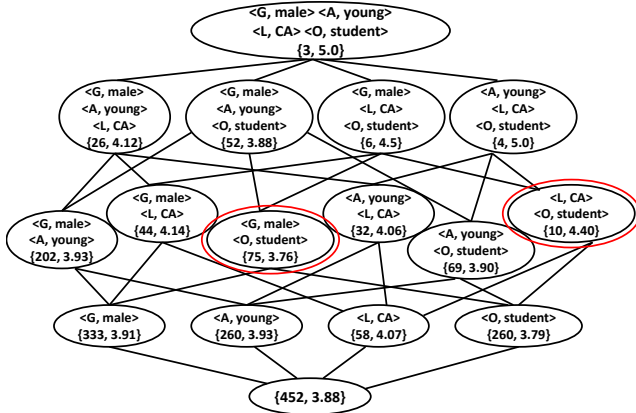 <G, male> <A, young>
<L, CA> <O, student>
{3, 5.0}
<G, male>
<A, young>
<L, CA>
{26, 4.12}
<G, male>
<A, young>
<O, student>
{52, 3.88}
<G, male>
<L, CA>
<O, student>
{6, 4.5}
<A, young>
<L, CA>
<O, student>
{4, 5.0}
<G, male>
<A, young>
{202, 3.93}
<G, male>
<L, CA>
{44, 4.14}
<G, male>
<O, student>
{75, 3.76}
<A, young>
<L, CA>
{32, 4.06}
<A, young>
<O, student>
{69, 3.90}
<L, CA>
<O, student>
{10, 4.40}
<G, male>
{333, 3.91}
<A, young>
{260, 3.93}
<L, CA>
{58, 4.07}
<O, student>
{260, 3.79}
{452, 3.88}